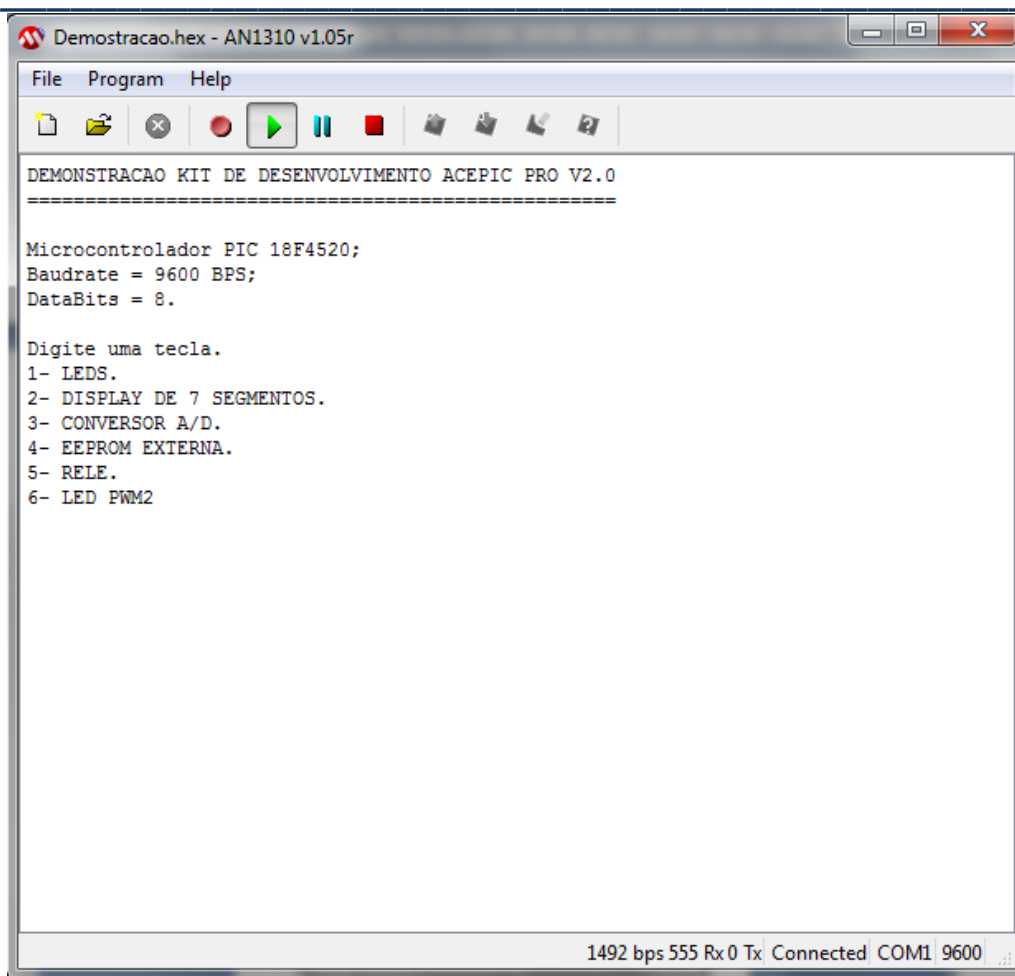 Demostracao.hex - AN1310 v1.05r
File Program Help
DEMONSTRACAO KIT DE DESENVOLVIMENTO ACEPIC PRO V2.0
===================================================
Microcontrolador PIC 18F4520;
Baudrate = 9600 BPS;
DataBits = 8.
Digite uma tecla.
1- LEDS.
2- DISPLAY DE 7 SEGMENTOS.
3- CONVERSOR A/D.
4- EEPROM EXTERNA.
5- RELE.
6- LED PWM2
1492 bps 555 Rx 0 Tx Connected COM1 9600